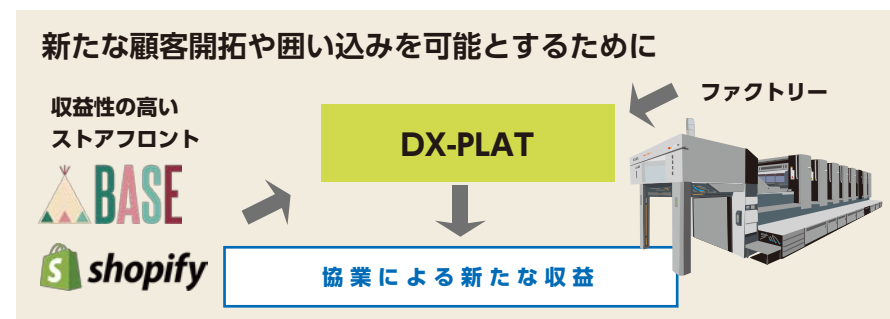 新たな顧客開拓や囲い込みを可能とするために
収益性の高い
ストアフロント
BASE
shopify
DX-PLAT
ファクトリー
協業による新たな収益